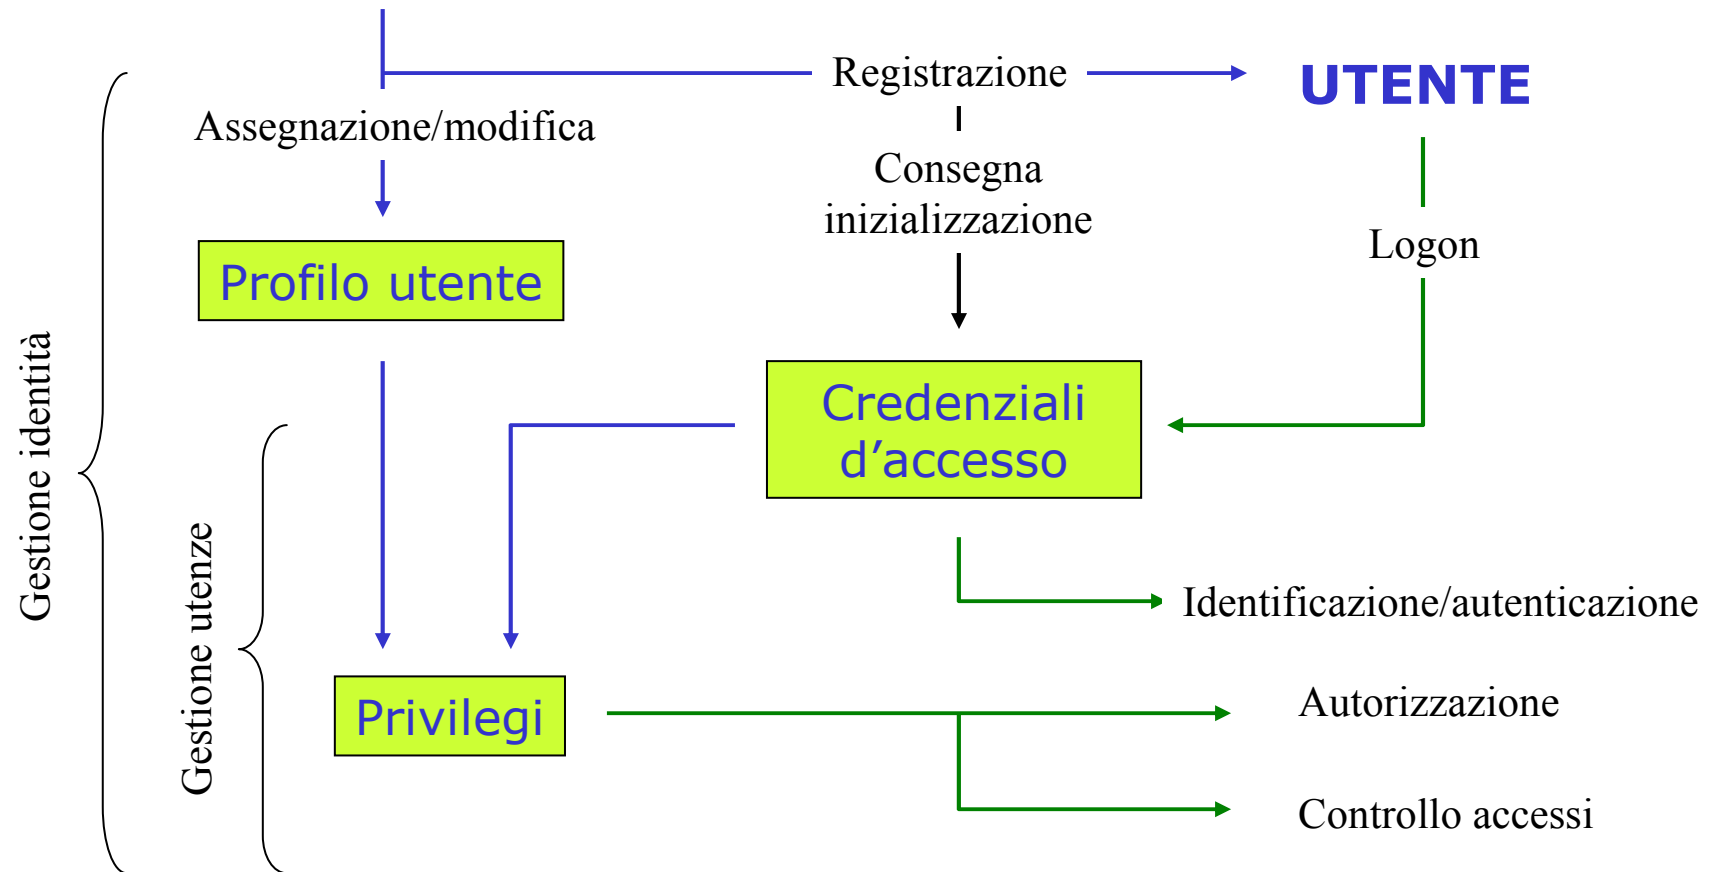 Registrazione
UTENTE
Assegnazione/modifica
Consegna
inizializzazione
Logon
Profilo utente
Gestione identità
Credenziali
d’accesso
Gestione utenze
Identificazione/autenticazione
Privilegi
Autorizzazione
Controllo accessi